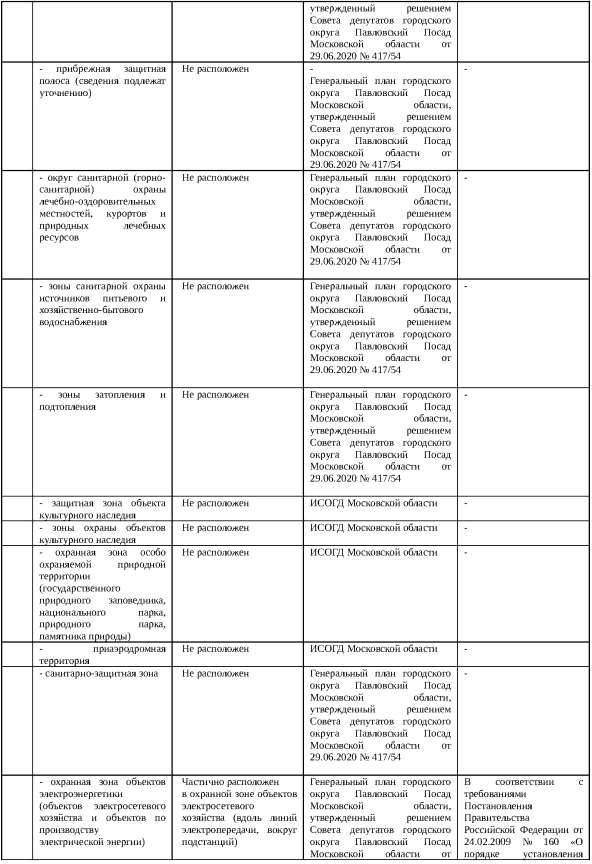 утвержденный решением
Совета депутатов городского
округа Павловский Посад
Московской области от
29.06.2020 № 417/54
- прибрежная защитная
полоса (сведения подлежат
уточнению)
Не расположен
-
Генеральный план городского
округа Павловский Посад
Московской области,
утвержденный решением
Совета депутатов городского
округа Павловский Посад
Московской области от
29.06.2020 № 417/54
-
- округ санитарной (горно-
санитарной) охраны
лечебно-оздоровительных
местностей, курортов и
природных лечебных
ресурсов
Не расположен
Генеральный план городского
округа Павловский Посад
Московской области,
утвержденный решением
Совета депутатов городского
округа Павловский Посад
Московской области от
29.06.2020 № 417/54
-
- зоны санитарной охраны
источников питьевого и
хозяйственно-бытового
водоснабжения
Не расположен
Генеральный план городского
округа Павловский Посад
Московской области,
утвержденный решением
Совета депутатов городского
округа Павловский Посад
Московской области от
29.06.2020 № 417/54
-
- зоны затопления и
подтопления
Не расположен
Генеральный план городского
округа Павловский Посад
Московской области,
утвержденный решением
Совета депутатов городского
округа Павловский Посад
Московской области от
29.06.2020 № 417/54
-
- защитная зона объекта
культурного наследия
Не расположен
ИСОГД Московской области
-
- зоны охраны объектов
культурного наследия
Не расположен
ИСОГД Московской области
-
- охранная зона особо
охраняемой природной
территории
(государственного
природного заповедника,
национального парка,
природного парка,
памятника природы)
Не расположен
ИСОГД Московской области
-
- приаэродромная
территория
Не расположен
ИСОГД Московской области
-
- санитарно-защитная зона
Не расположен
Генеральный план городского
округа Павловский Посад
Московской области,
утвержденный решением
Совета депутатов городского
округа Павловский Посад
Московской области от
29.06.2020 № 417/54
-
- охранная зона объектов
электроэнергетики
(объектов электросетевого
хозяйства и объектов по
производству
электрической энергии)
Частично расположен
в охранной зоне объектов
электросетевого
хозяйства (вдоль линий
электропередачи, вокруг
подстанций)
Генеральный план городского
округа Павловский Посад
Московской области,
утвержденный решением
Совета депутатов городского
округа Павловский Посад
Московской области от
В соответствии с
требованиями
Постановления
Правительства
Российской Федерации от
24.02.2009 № 160 «О
порядке установления